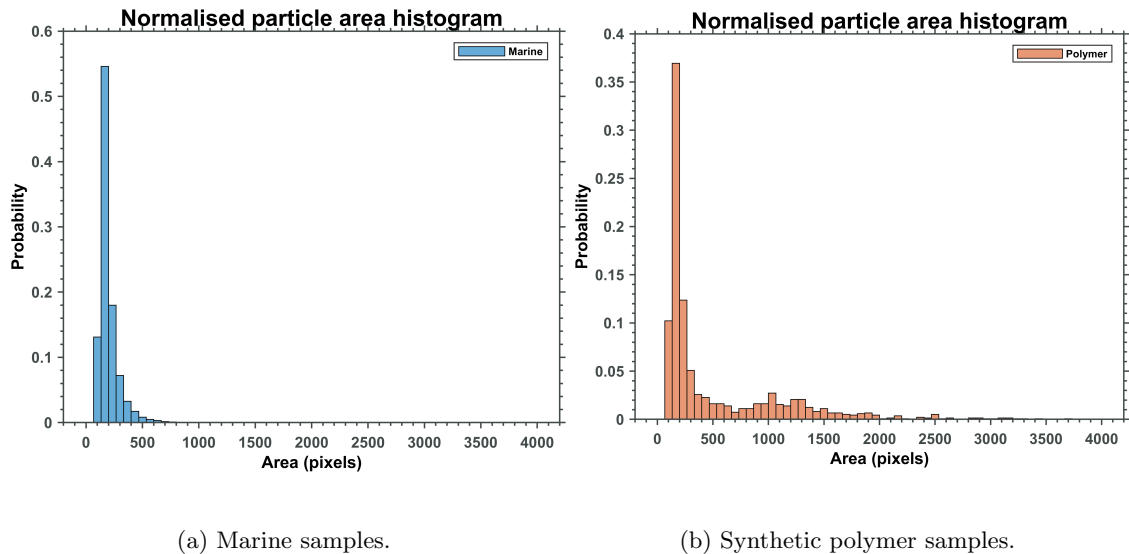 Normalised particle area histogram
Marine
0.6
0.5
0.4
0.3
0.2
0.1
0
Probability
0 500 1000 1500 2000 2500 3000 3500 4000
Area (pixels)
(a) Marine samples.
Normalised particle area histogram
Polymer
0.4
0.35
0.3
0.25
0.2
0.15
0.1
0.05
0
Probability
0 500 1000 1500 2000 2500 3000 3500 4000
Area (pixels)
(b) Synthetic polymer samples.